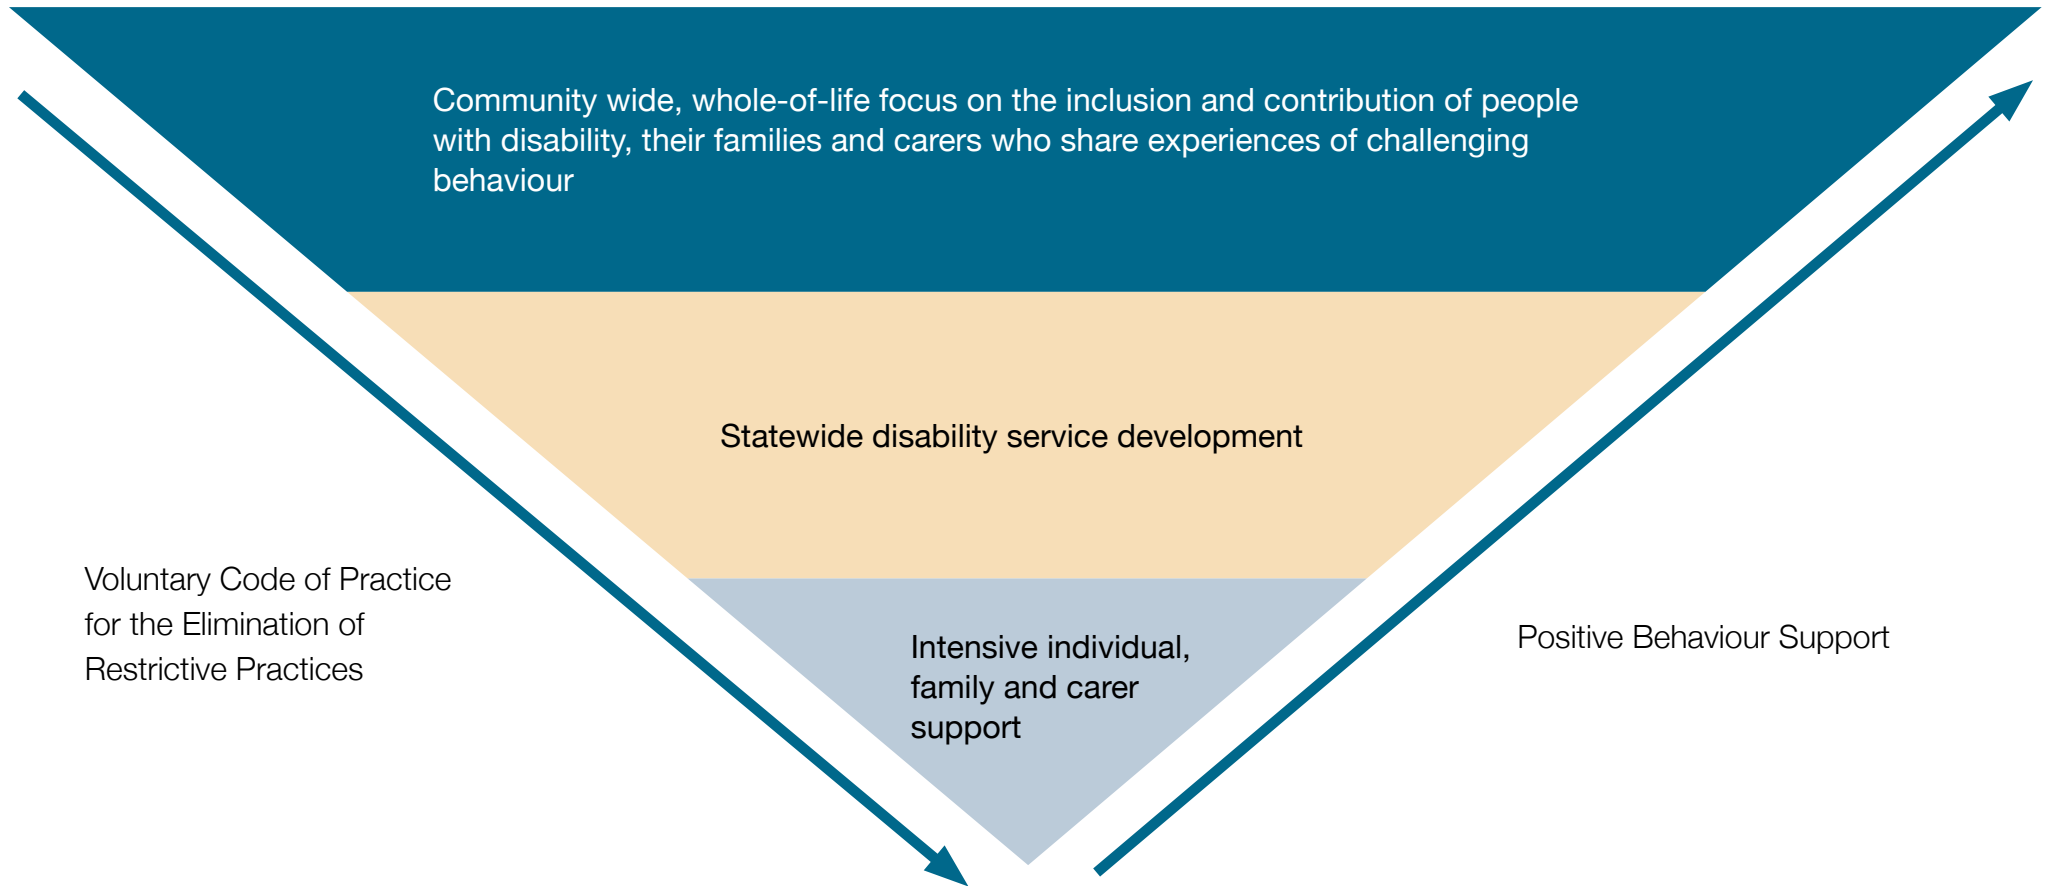 Community wide, whole-of-life focus on the inclusion and contribution of people
with disability, their families and carers who share experiences of challenging
behaviour
Statewide disability service development
Voluntary Code of Practice
for the Elimination of
Restrictive Practices
Intensive individual,
family and carer
support
Positive Behaviour Support